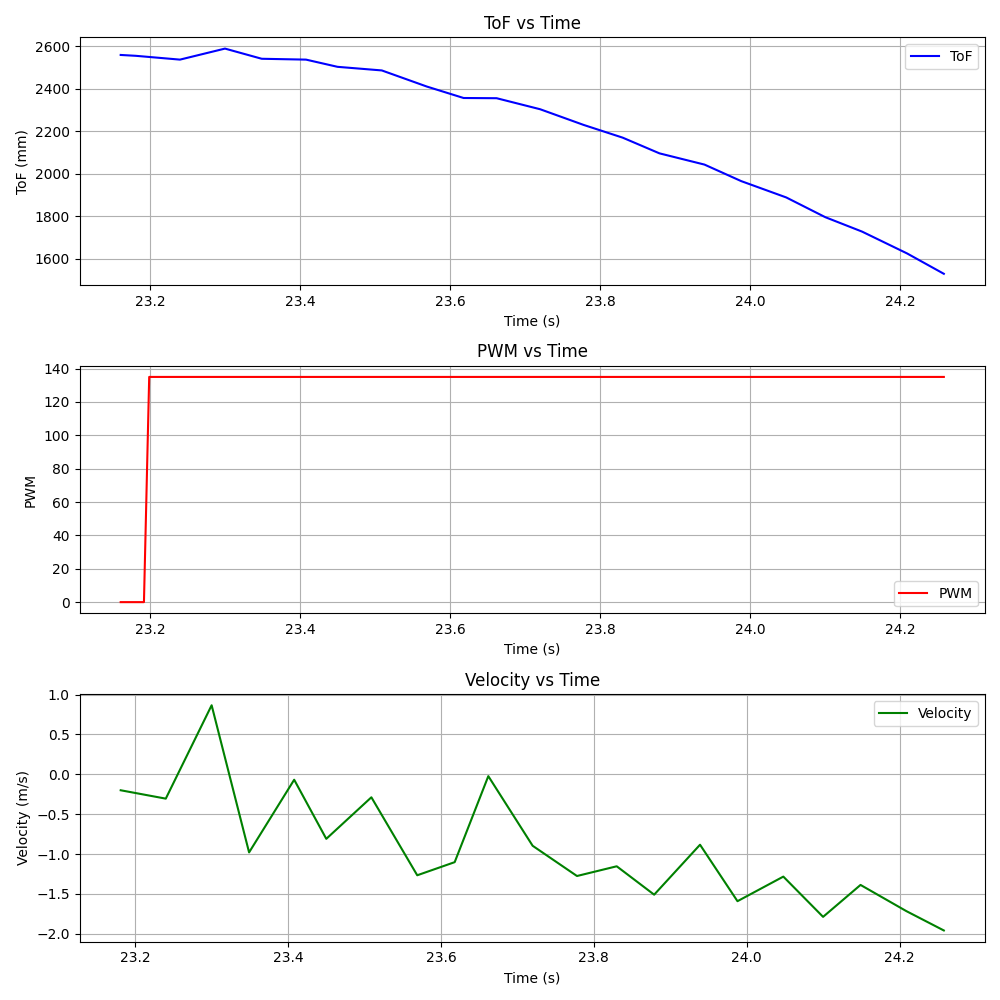 ToF vs Time
2600
2400
2200
2000
1800
1600
ToF (mm)
ToF
23.2 23.4 23.6 23.8 24.0 24.2
Time (s)
PWM vs Time
140
120
100
80
60
40
20
0
PWM
PWM
23.2 23.4 23.6 23.8 24.0 24.2
Time (s)
Velocity vs Time
1.0
0.5
0.0
−0.5
−1.0
−1.5
−2.0
Velocity (m/s)
Velocity
23.2 23.4 23.6 23.8 24.0 24.2
Time (s)